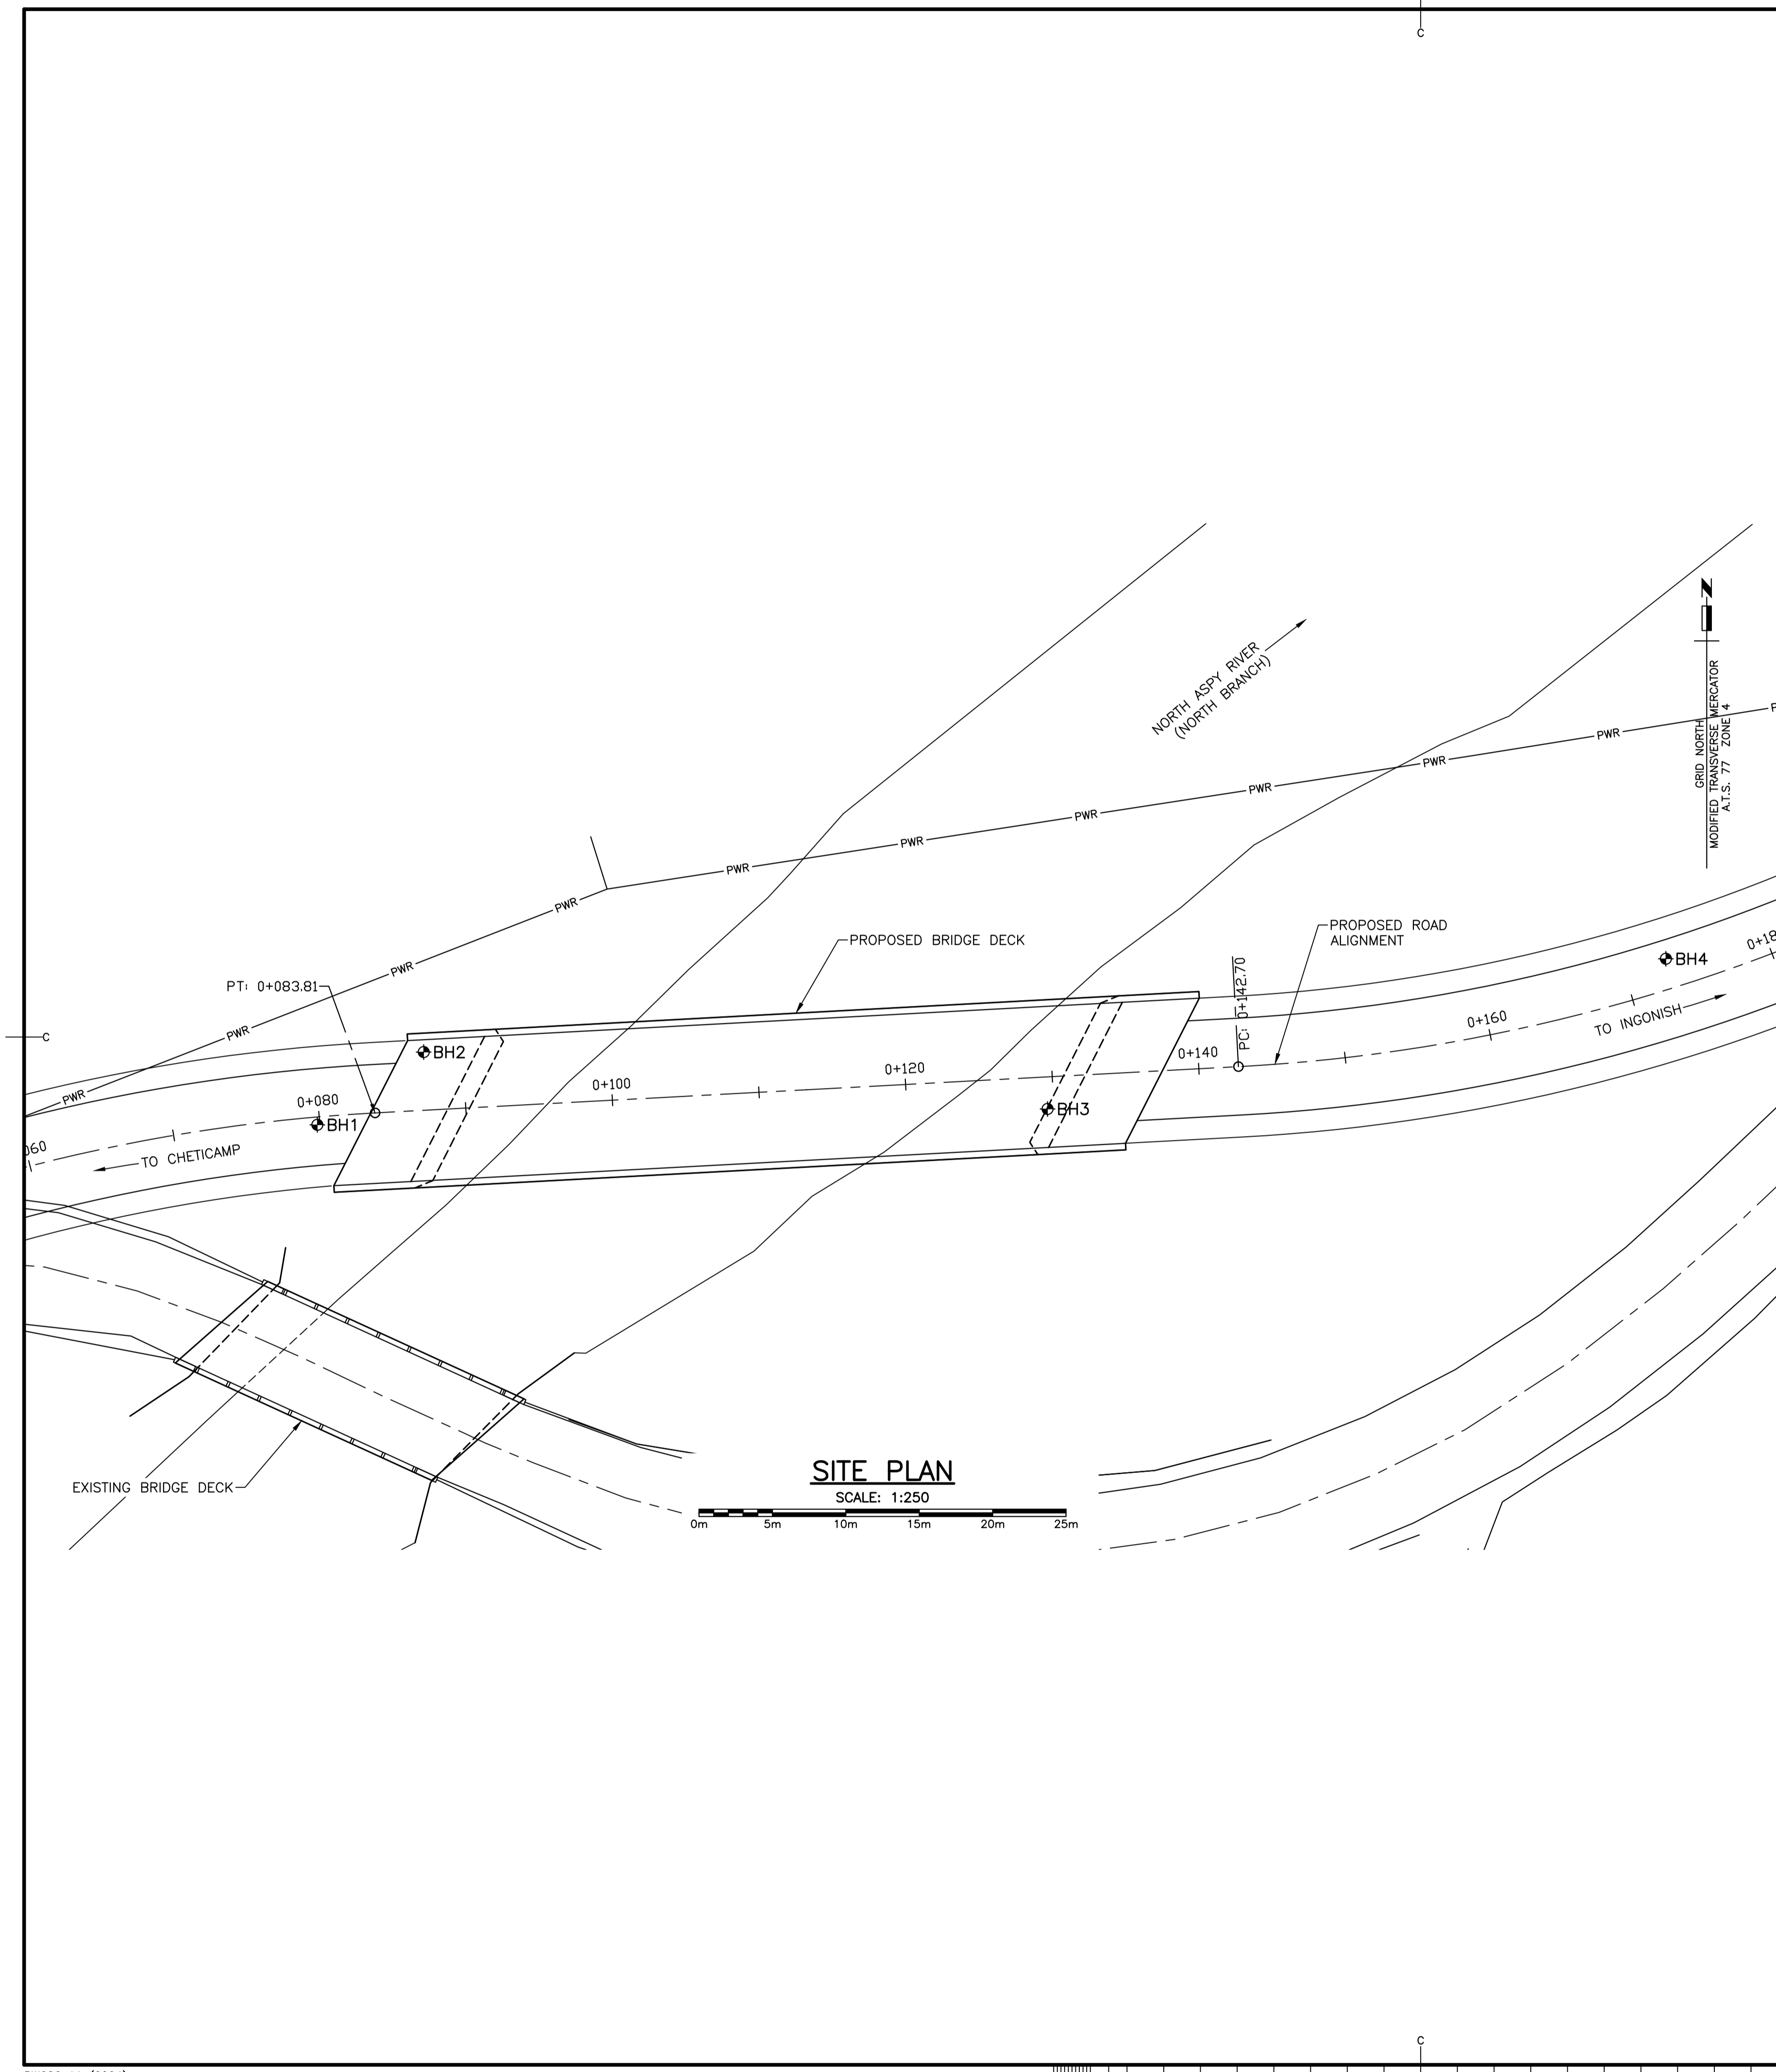 C
NORTH ASPY RIVER
(NORTH BRANCH)
GRID NORTH
MODIFIED TRANSVERSE MERCATOR
A.T.S. 77 ZONE 4
N
PWR
PWR
PWR
PWR
PWR
PWR
PWR
PWR
PWR
PWR
PROPOSED BRIDGE DECK
PROPOSED ROAD
ALIGNMENT
BH4
PT: 0+083.81
PC: 0+142.70
C
BH2
0+160
TO INGONISH
0+140
0+120
0+100
0+080
BH1
BH3
TO CHETICAMP
EXISTING BRIDGE DECK
SITE PLAN
SCALE: 1:250
0m 5m 10m 15m 20m 25m
C